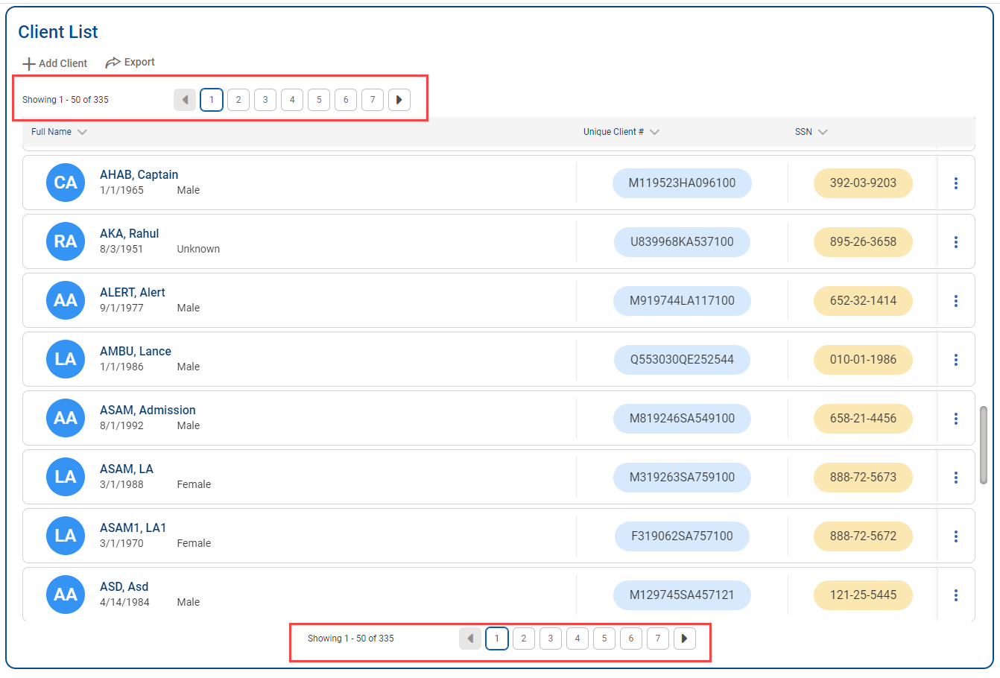 Client List
Add Client Export
Showing 1 - 50 of 335 1 2 3 4 5 6 7
Full Name Unique Client # SSN
CA AHAB, Captain M119523HA096100 392-03-9203
1/1/1965 Male
RA AKA, Rahul U839968KA537100 895-26-3658
8/3/1951 Unknown
AA ALERT, Alert M919744LA117100 652-32-1414
9/1/1977 Male
LA AMBU, Lance Q553030QE252544 010-01-1986
1/1/1986 Male
AA ASAM, Admission M819246SA549100 658-21-4456
8/1/1992 Male
LA ASAM, LA M319263SA759100 888-72-5673
3/1/1988 Female
LA ASAM1, LA1 F319062SA757100 888-72-5672
3/1/1970 Female
AA ASD, Asd M129745SA457121 121-25-5445
4/14/1984 Male
Showing 1 - 50 of 335 1 2 3 4 5 6 7